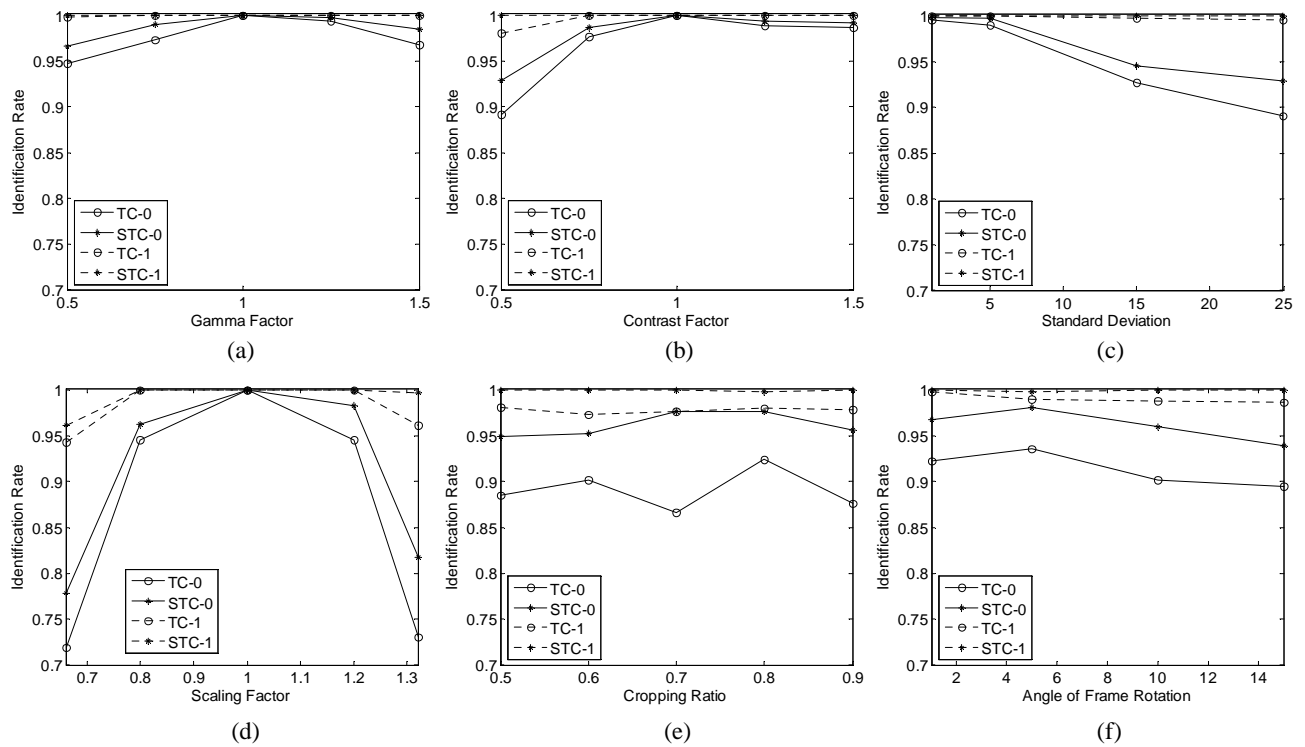 1
0.95
0.9
0.85
0.8
0.75
0.7
Identificaiton Rate
TC-0
STC-0
TC-1
STC-1
0.5 1 1.5
Gamma Factor
(a)
1
0.95
0.9
0.85
0.8
0.75
0.7
Identification Rate
TC-0
STC-0
TC-1
STC-1
0.5 1 1.5
Contrast Factor
(b)
1
0.95
0.9
0.85
0.8
0.75
0.7
Identification Rate
TC-0
STC-0
TC-1
STC-1
5 10 15 20 25
Standard Deviation
(c)
1
0.95
0.9
0.85
0.8
0.75
0.7
Identification Rate
TC-0
STC-0
TC-1
STC-1
0.7 0.8 0.9 1 1.1 1.2 1.3
Scaling Factor
(d)
1
0.95
0.9
0.85
0.8
0.75
0.7
Identification Rate
TC-0
STC-0
TC-1
STC-1
0.5 0.6 0.7 0.8 0.9
Cropping Ratio
(e)
1
0.95
0.9
0.85
0.8
0.75
0.7
Identification Rate
TC-0
STC-0
TC-1
STC-1
2 4 6 8 10 12 14
Angle of Frame Rotation
(f)